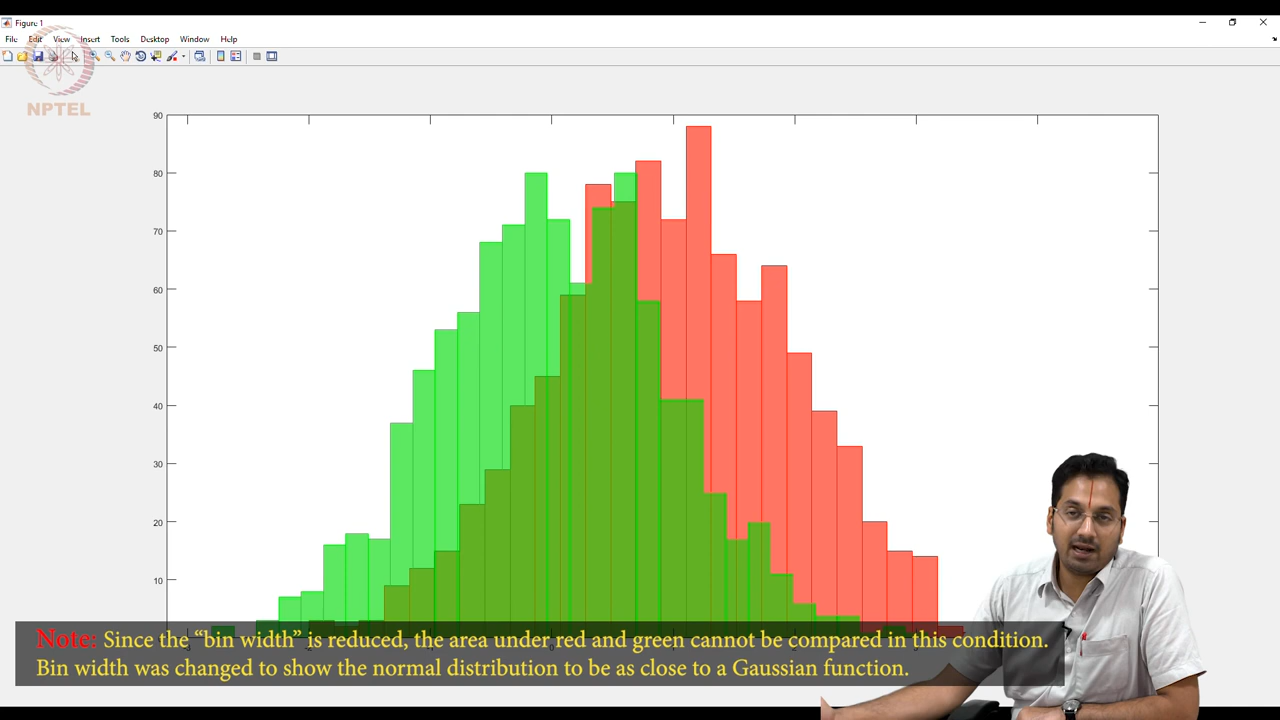 Figure 1
File Edit View Insert Tools Desktop Window Help
NPTEL
90
80
70
60
50
40
30
20
10
Note: Since the “bin width” is reduced, the area under red and green cannot be compared in this condition.
Bin width was changed to show the normal distribution to be as close to a Gaussian function.